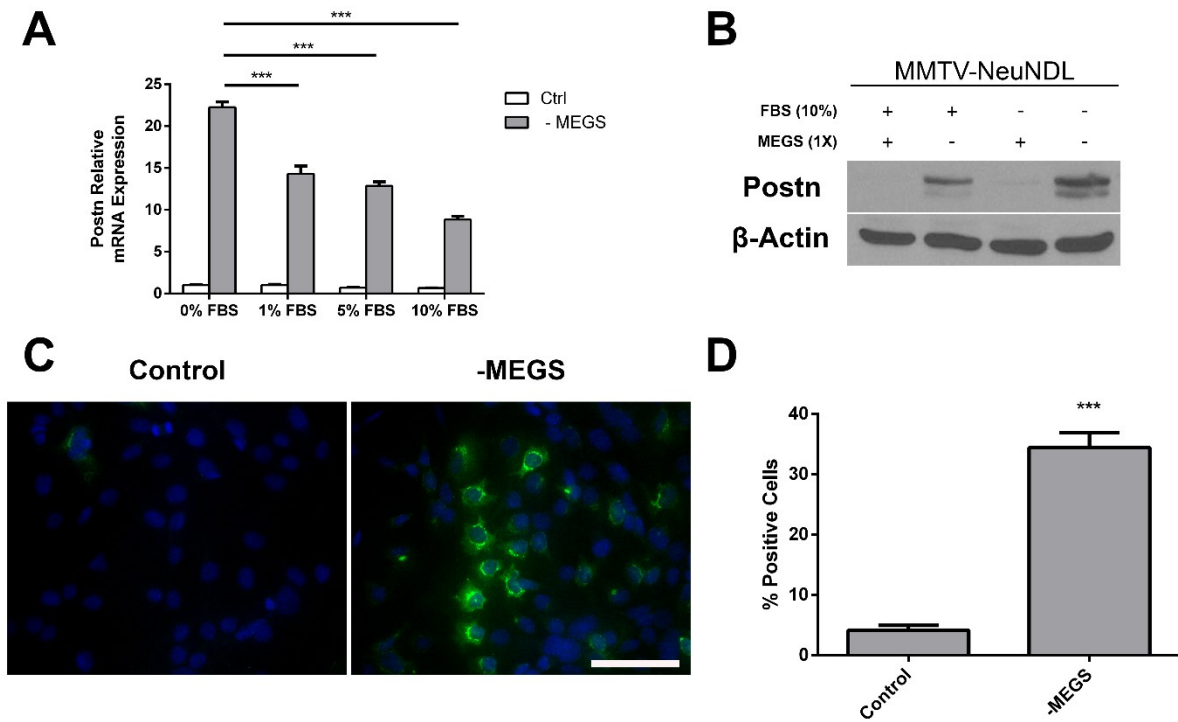 A
***
***
***
25
20
15
10
5
0
Postn Relative
mRNA Expression
0% FBS 1% FBS 5% FBS 10% FBS
Ctrl
- MEGS
B
MMTV-NeuNDL
FBS (10%) + + - -
MEGS (1X) + - + -
Postn
β-Actin
C
Control -MEGS
D
***
40
30
20
10
0
% Positive Cells
Control -MEGS